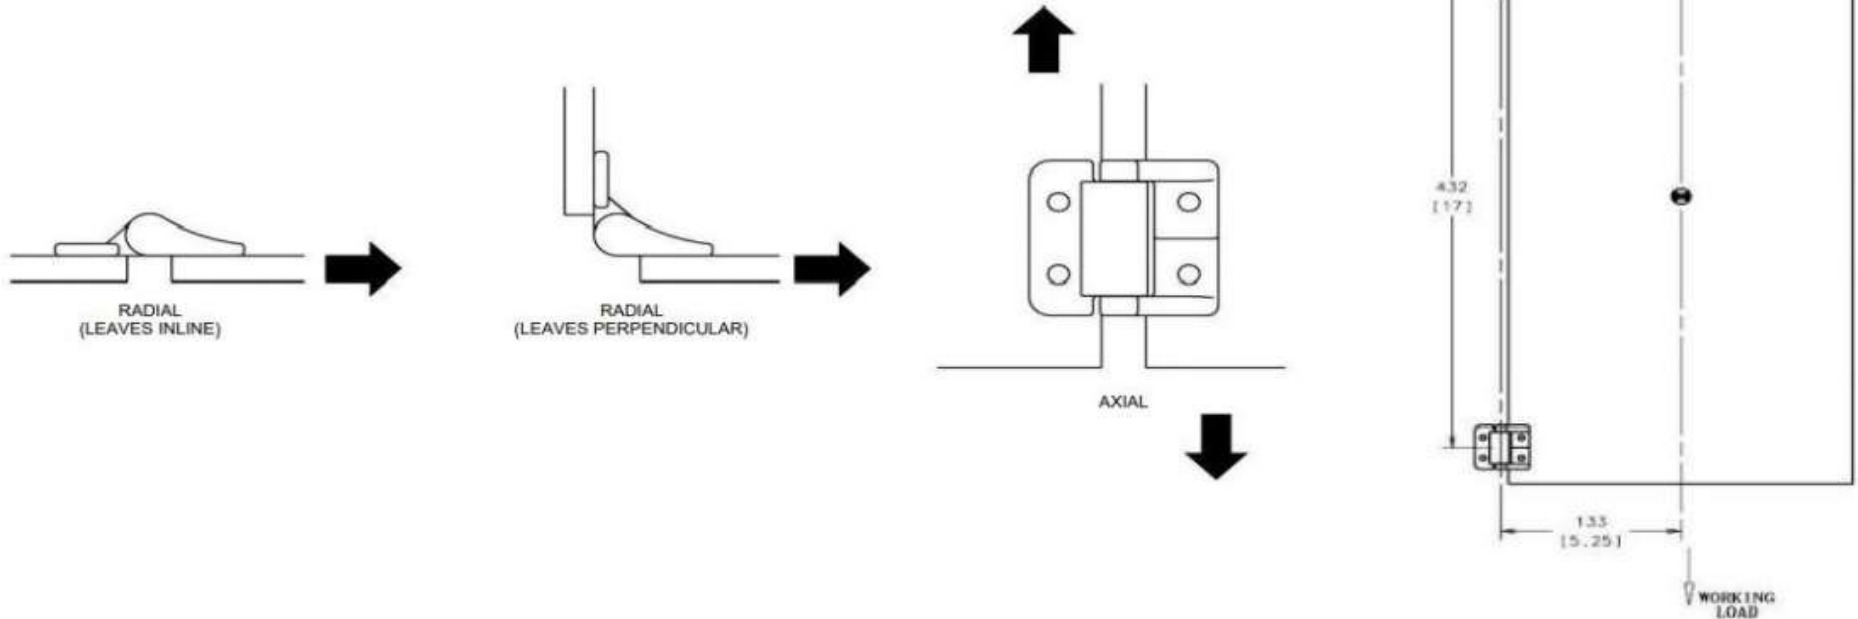 RADIAL
(LEAVES INLINE)
RADIAL
(LEAVES PERPENDICULAR)
AXIAL
432
[17]
133
[5.25]
WORKING
LOAD